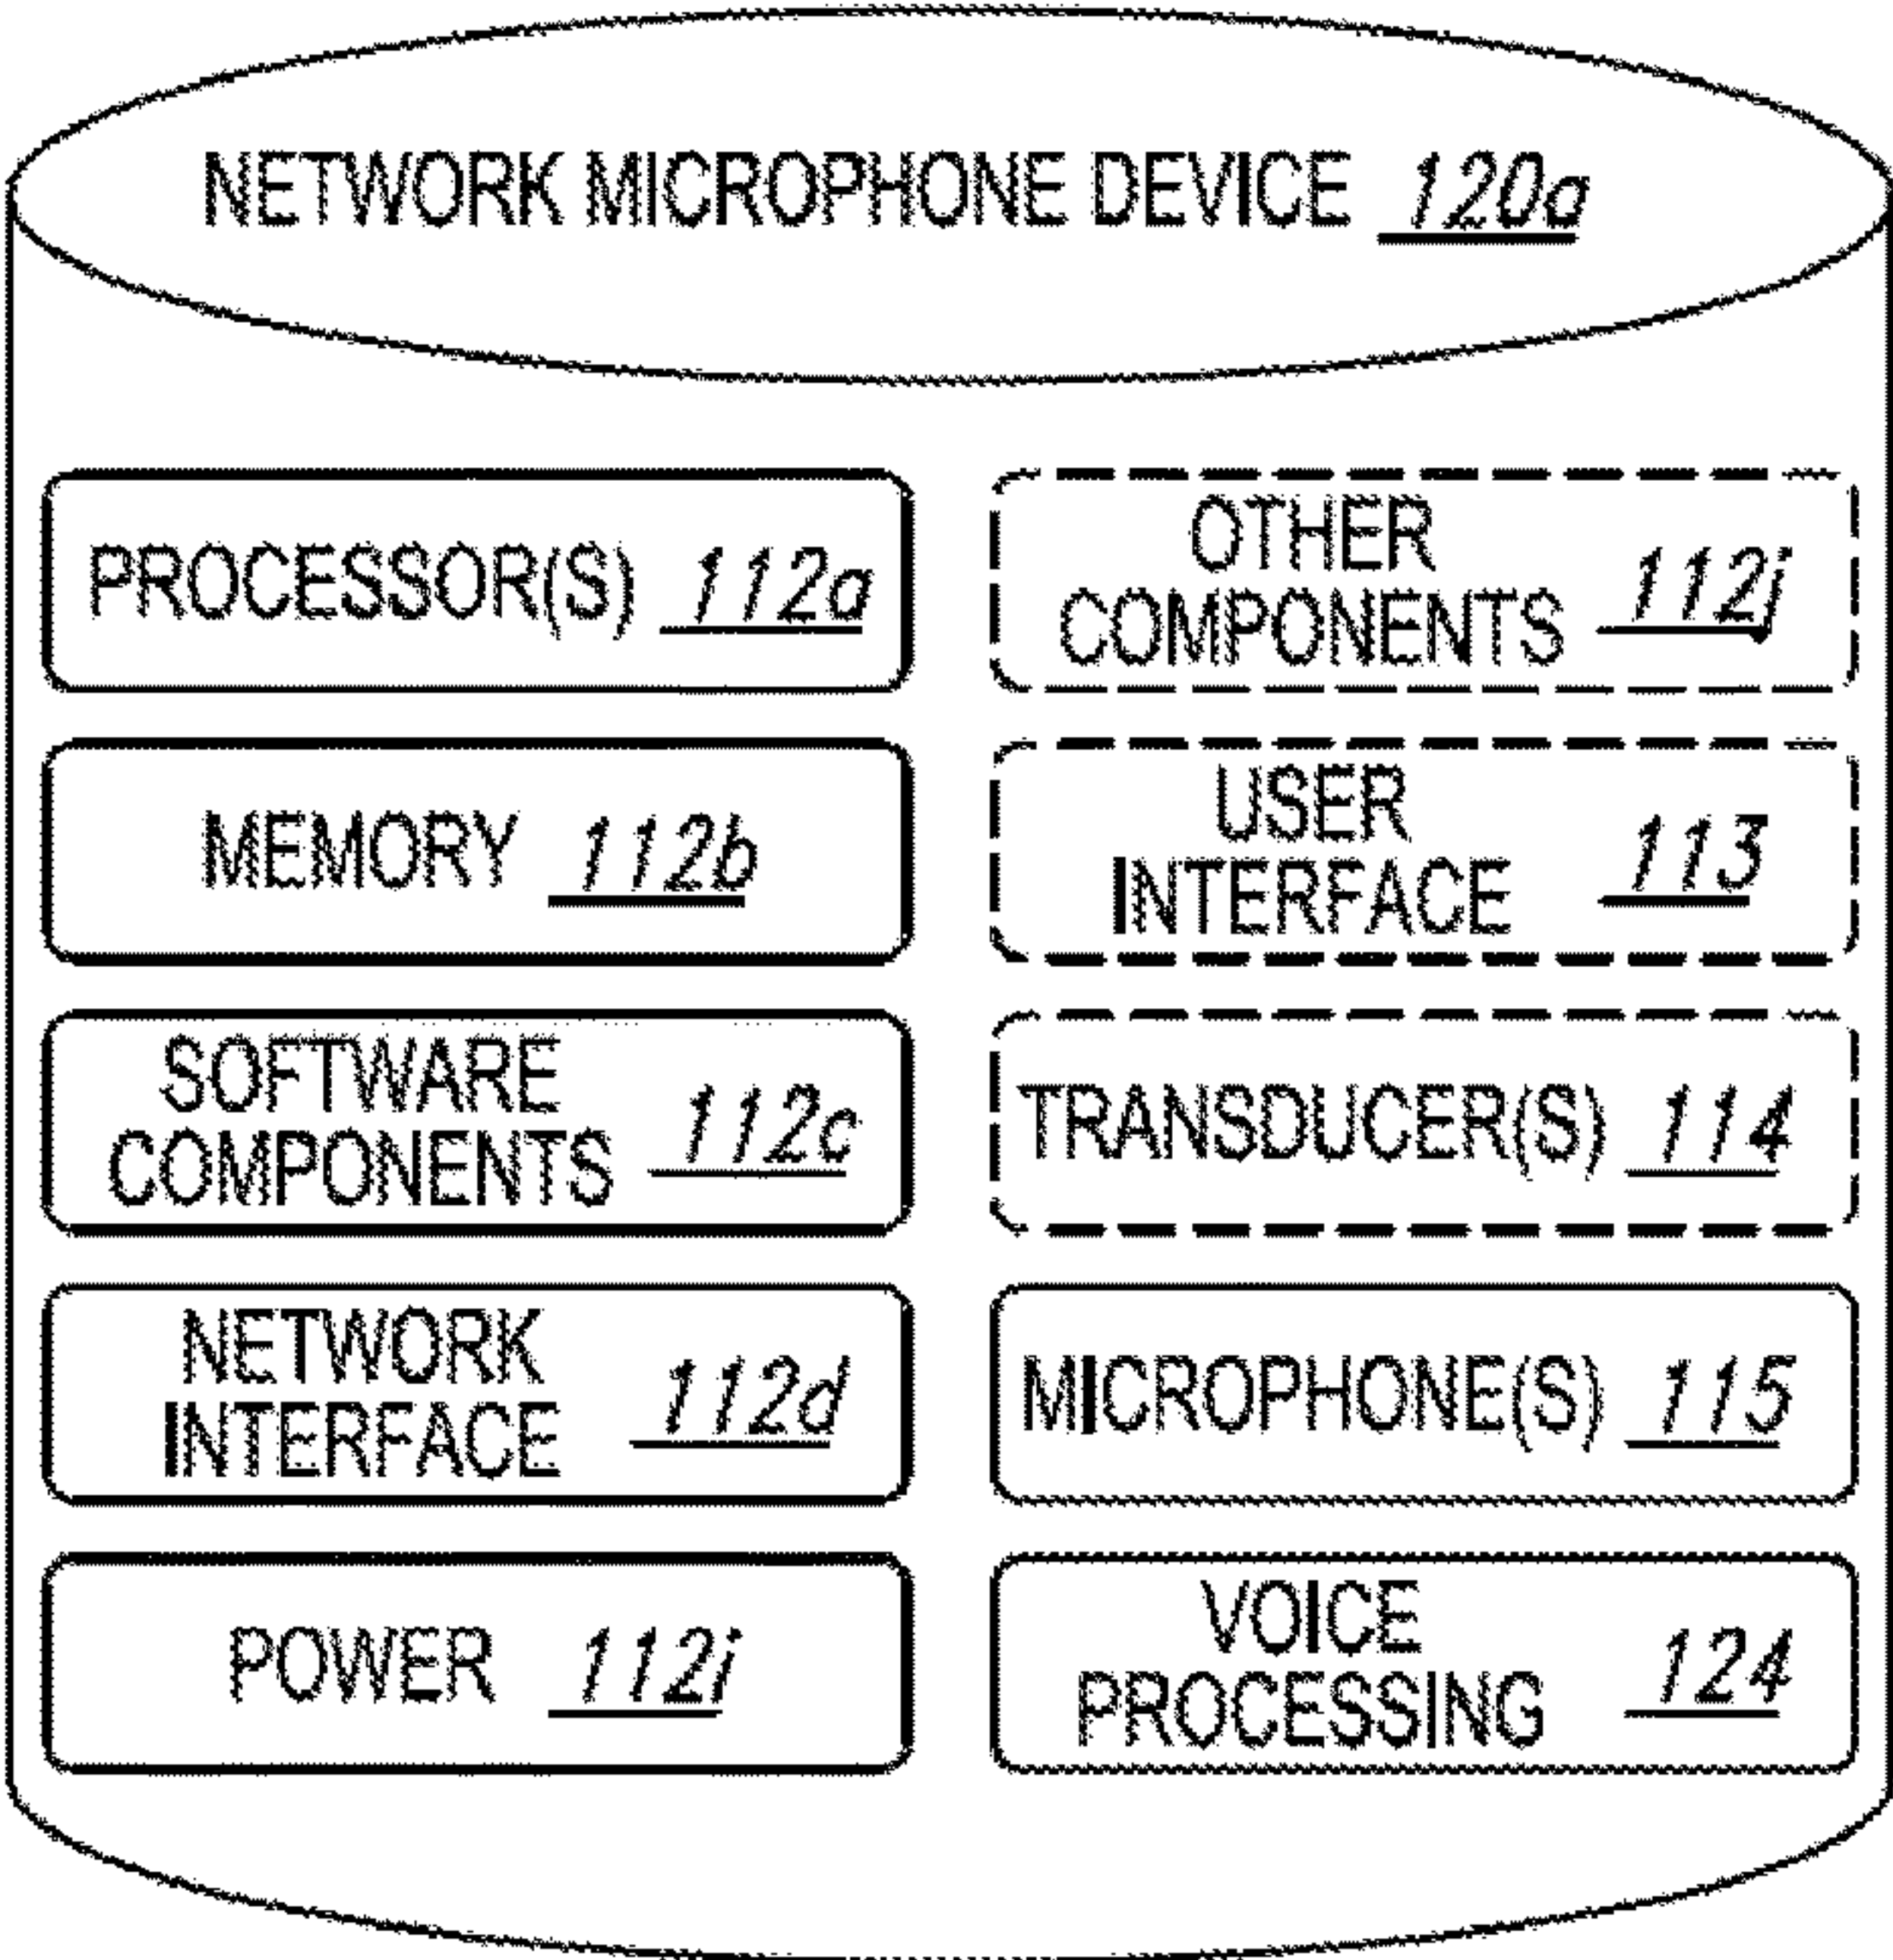 NETWORK MICROPHONE DEVICE 120a
PROCESSOR(S) 112a
MEMORY 112b
SOFTWARE
COMPONENTS 112c
NETWORK
INTERFACE 112d
POWER 112i
OTHER
COMPONENTS 112j
USER
INTERFACE 113
TRANSDUCER(S) 114
MICROPHONE(S) 115
VOICE
PROCESSING 124